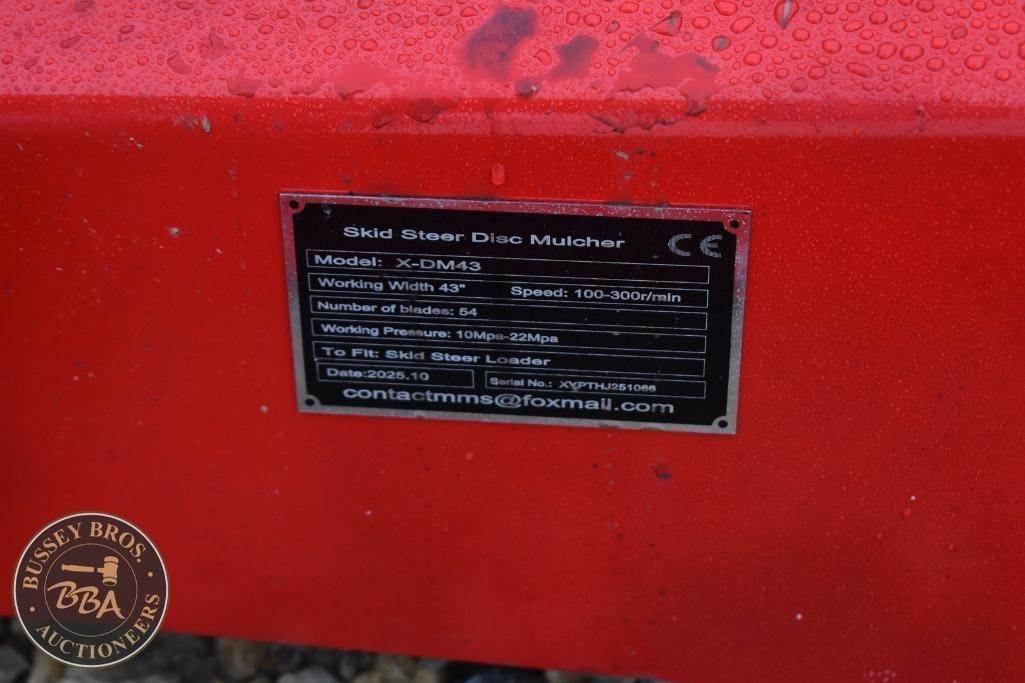 Skid Steer Disc Mulcher CE
Model: X-DM43
Working Width 43" Speed: 100-300r/min
Number of blades: 54
Working Pressure: 10Mpa-22Mpa
To Fit: Skid Steer Loader
Date:2025.10 Serial No.: XYPTHJ251066
contactmms@foxmail.com
BUSSEY BROS.
BBA
AUCTIONEERS